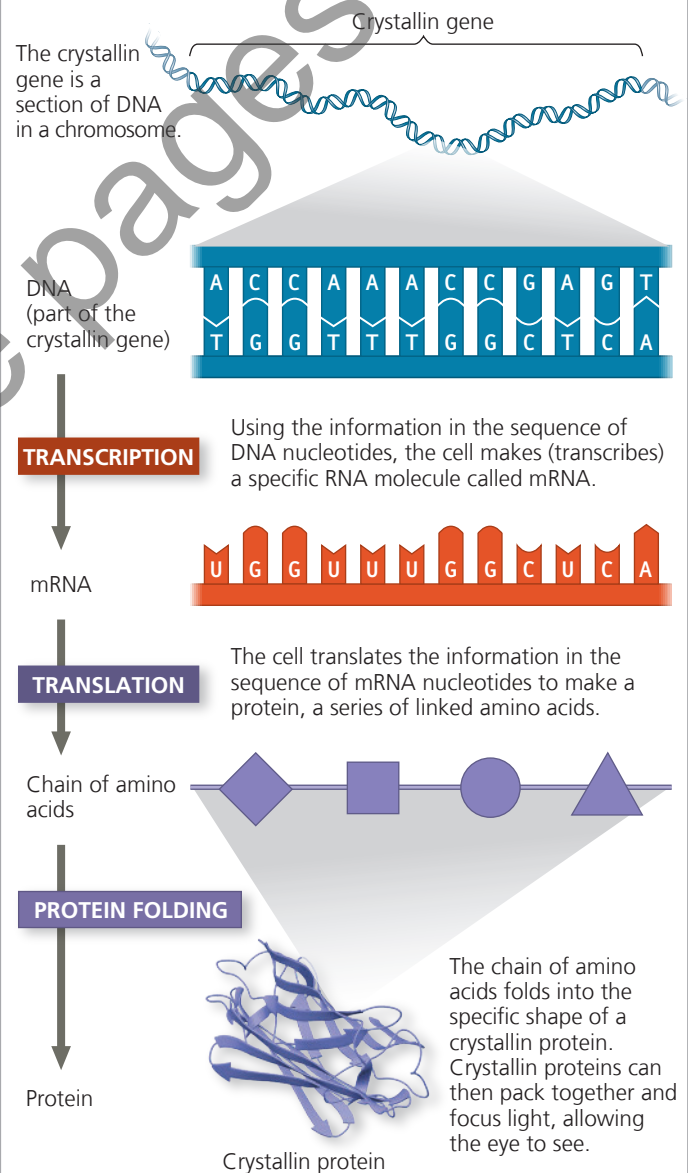 Crystallin gene
The crystallin
gene is a
section of DNA
in a chromosome.
A C C A A A C C G A G T
DNA
(part of the
crystallin gene)
T G G T T T G G C T C A
TRANSCRIPTION
Using the information in the sequence of
DNA nucleotides, the cell makes (transcribes)
a specific RNA molecule called mRNA.
U G G U U U G G C U C A
mRNA
TRANSLATION
The cell translates the information in the
sequence of mRNA nucleotides to make a
protein, a series of linked amino acids.
Chain of amino
acids
PROTEIN FOLDING
The chain of amino
acids folds into the
specific shape of a
crystallin protein.
Crystallin proteins can
then pack together and
focus light, allowing
the eye to see.
Protein
Crystallin protein
pages